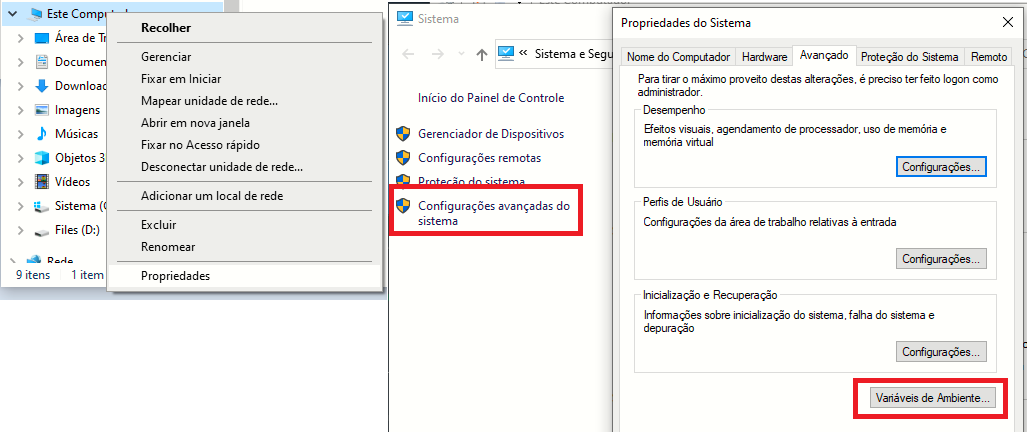 Este Comput
Área de Tr
Documen
Downloa
Imagens
Músicas
Objetos 3
Vídeos
Sistema (C
Files (D:)
Rede
9 itens 1 item
Recolher
Gerenciar
Fixar em Iniciar
Mapear unidade de rede...
Abrir em nova janela
Fixar no Acesso rápido
Desconectar unidade de rede...
Adicionar um local de rede
Excluir
Renomear
Propriedades
Sistema
« Sistema e Segu
Início do Painel de Controle
Gerenciador de Dispositivos
Configurações remotas
Proteção do sistema
Configurações avançadas do
sistema
Propriedades do Sistema
Nome do Computador Hardware Avançado Proteção do Sistema Remoto
Para tirar o máximo proveito destas alterações, é preciso ter feito logon como
administrador.
Desempenho
Efeitos visuais, agendamento de processador, uso de memória e
memória virtual
Configurações...
Perfis de Usuário
Configurações da área de trabalho relativas à entrada
Configurações...
Inicialização e Recuperação
Informações sobre inicialização do sistema, falha do sistema e
depuração
Configurações...
Variáveis de Ambiente...